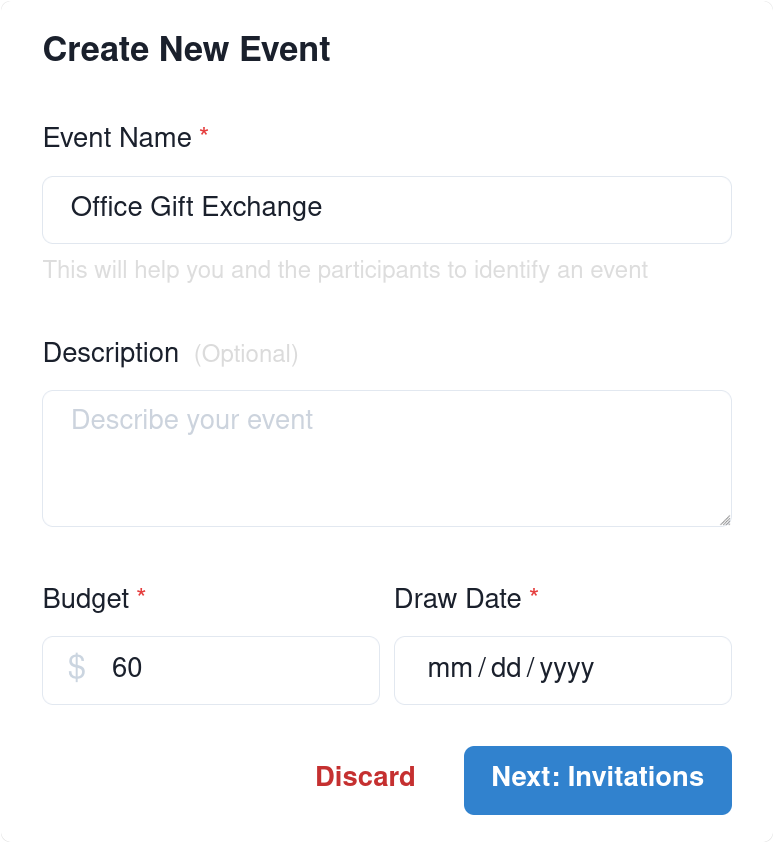 Create New Event
Event Name *
Office Gift Exchange
This will help you and the participants to identify an event
Description (Optional)
Describe your event
Budget * Draw Date *
$ 60 mm/dd/yyyy
Discard Next: Invitations